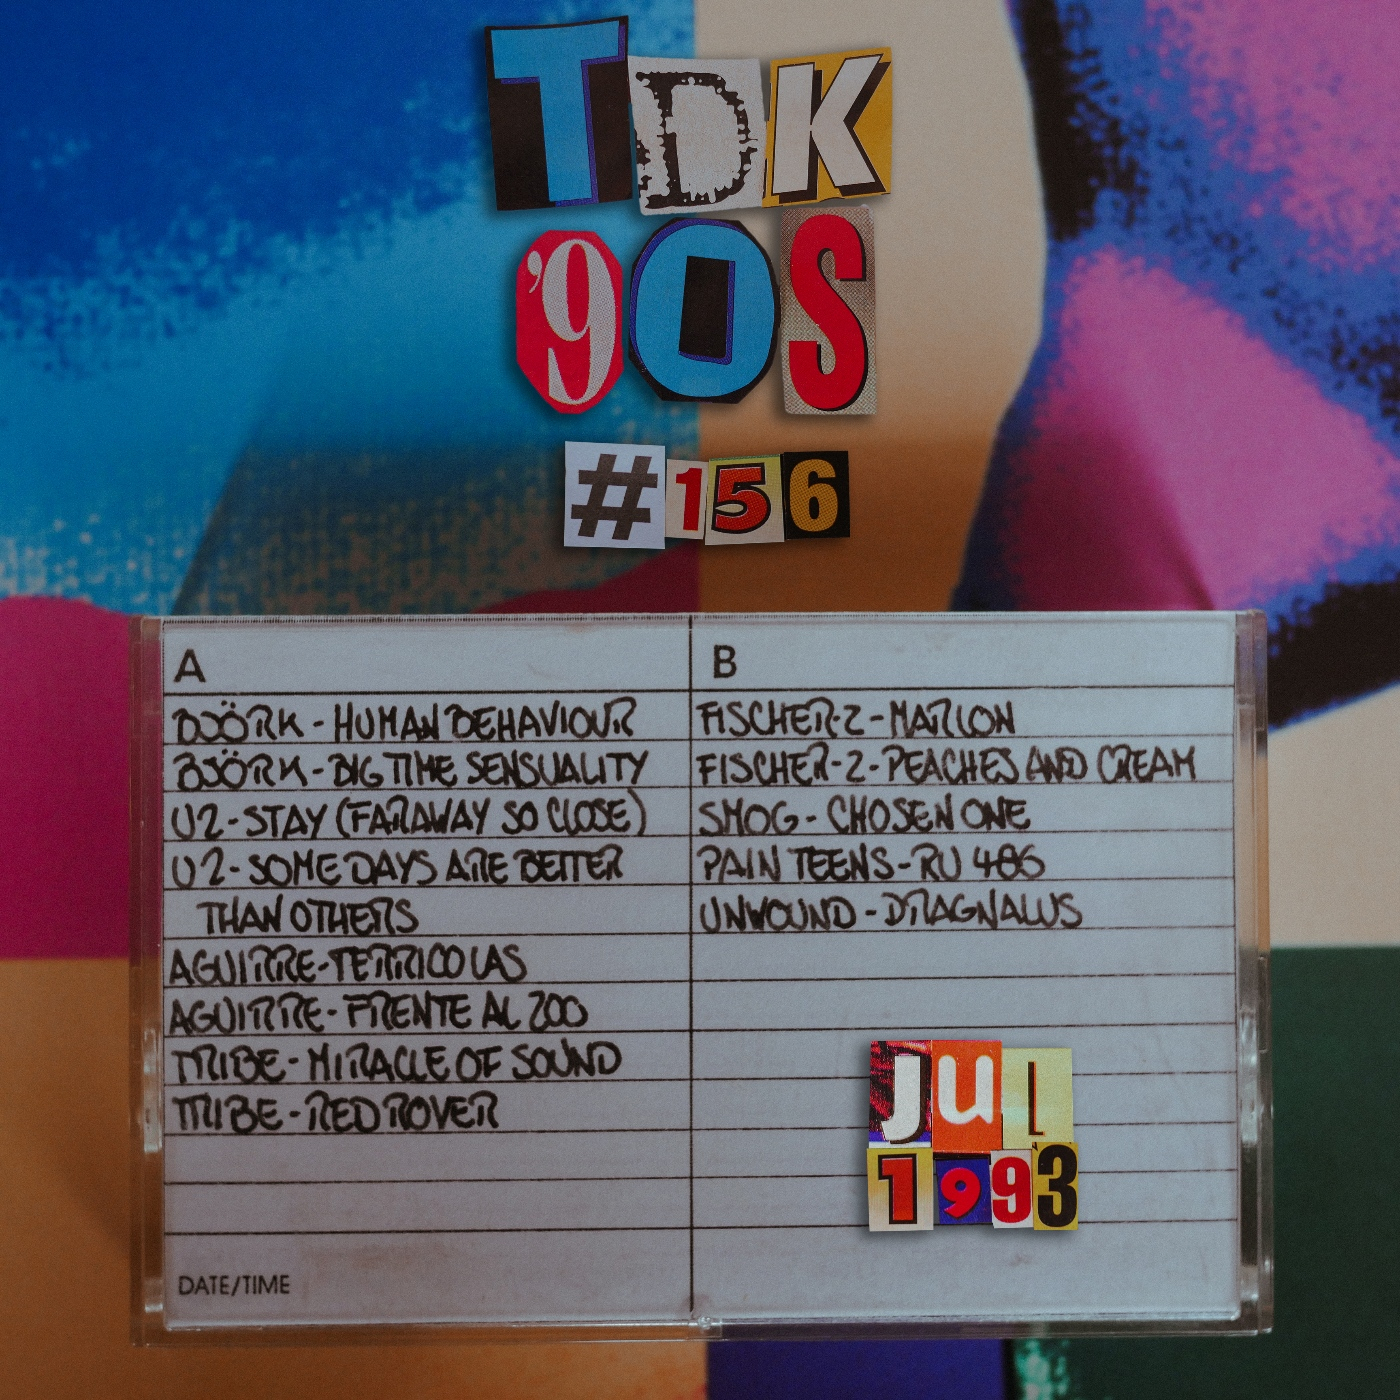 TDK
'90S
#156
A
BJÖRK - HUMAN BEHAVIOUR
BJÖRK - BIG TIME SENSUALITY
U2 - STAY (FARAWAY SO CLOSE)
U2 - SOME DAYS ARE BETTER
THAN OTHERS
AGUIRRE - TERRICOLAS
AGUIRRE - FRENTE AL ZOO
TRIBE - MIRACLE OF SOUND
TRIBE - RED ROVER
DATE/TIME
B
FISCHER-Z - MARLON
FISCHER-Z - PEACHES AND CREAM
SMOG - CHOSEN ONE
PAIN TEENS - RU 486
UNWOUND - DRAGNALUS
Jul
1993